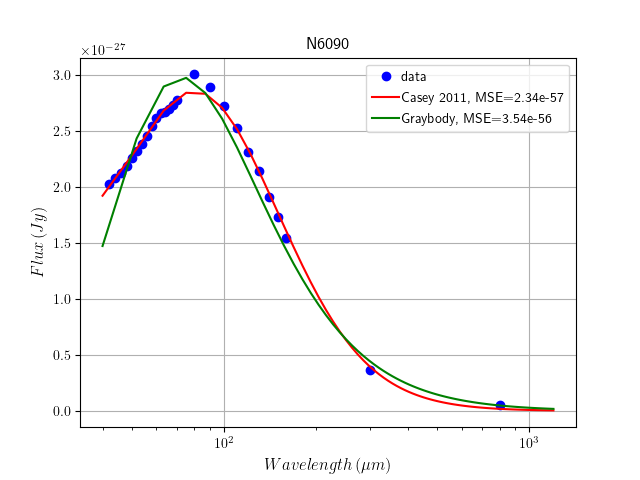 N6090
×10−27
data
Casey 2011, MSE=2.34e-57
Graybody, MSE=3.54e-56
3.0
2.5
2.0
1.5
1.0
0.5
0.0
Flux (Jy)
10²
10³
Wavelength (μm)